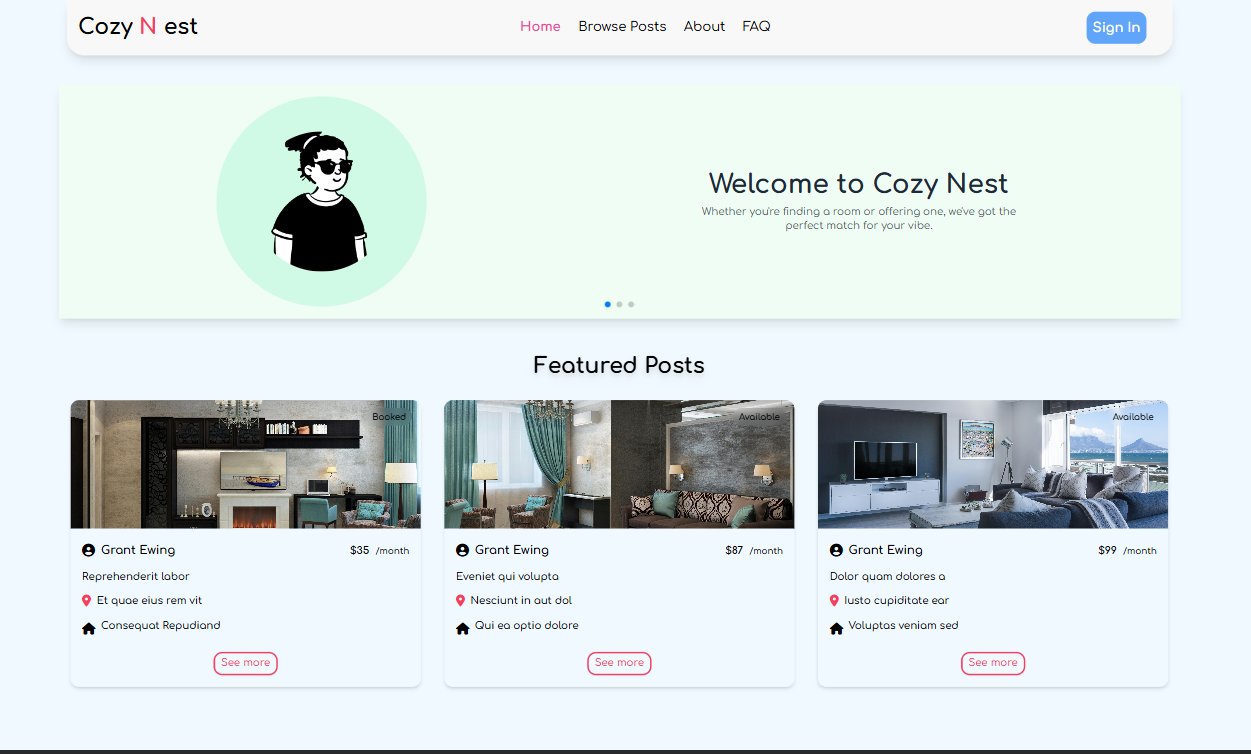 Cozy N est
Home Browse Posts About FAQ
Sign In
Welcome to Cozy Nest
Whether you're finding a room or offering one, we've got the
perfect match for your vibe.
Featured Posts
Booked
Grant Ewing $35 /month
Reprehenderit labor
Et quae eius rem vit
Consequat Repudiand
See more
Available
Grant Ewing $87 /month
Eveniet qui volupta
Nesciunt in aut dol
Qui ea optio dolore
See more
Available
Grant Ewing $99 /month
Dolor quam dolores a
Iusto cupiditate ear
Voluptas veniam sed
See more